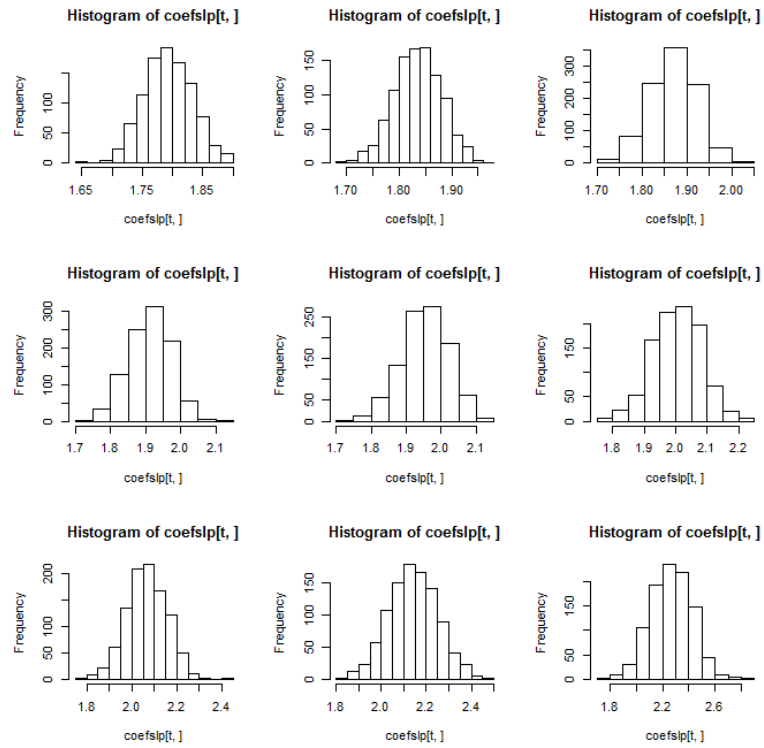 Histogram of coefslp[t, ]
Frequency
0 50 100
1.65 1.75 1.85
coefslp[t, ]
Histogram of coefslp[t, ]
Frequency
0 50 100 150
1.70 1.80 1.90
coefslp[t, ]
Histogram of coefslp[t, ]
Frequency
0 100 200 300
1.70 1.80 1.90 2.00
coefslp[t, ]
Histogram of coefslp[t, ]
Frequency
0 100 200 300
1.7 1.8 1.9 2.0 2.1
coefslp[t, ]
Histogram of coefslp[t, ]
Frequency
0 50 150 250
1.7 1.8 1.9 2.0 2.1
coefslp[t, ]
Histogram of coefslp[t, ]
Frequency
0 50 150
1.8 1.9 2.0 2.1 2.2
coefslp[t, ]
Histogram of coefslp[t, ]
Frequency
0 50 100 200
1.8 2.0 2.2 2.4
coefslp[t, ]
Histogram of coefslp[t, ]
Frequency
0 50 100 150
1.8 2.0 2.2 2.4
coefslp[t, ]
Histogram of coefslp[t, ]
Frequency
0 50 150
1.8 2.2 2.6
coefslp[t, ]